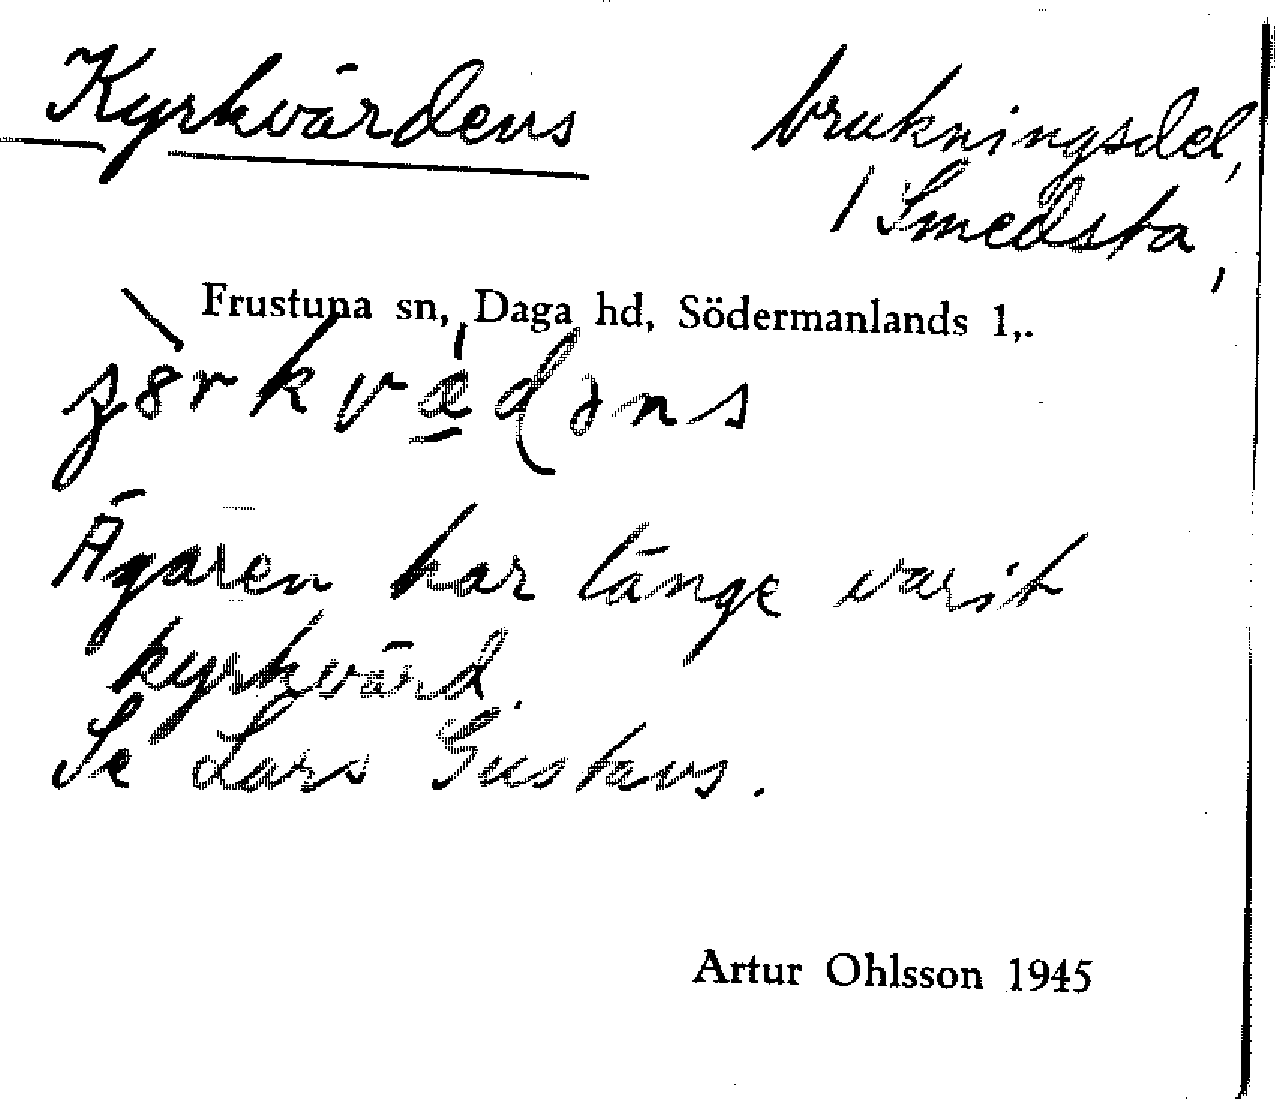 Kyrkvärdens brukningsdel,
i Smedsta,
Frustuna sn, Daga hd, Södermanlands l,.
Ägaren har länge varit
kyrkvärd.
Se Lars Gustavs.
Artur Ohlsson 1945